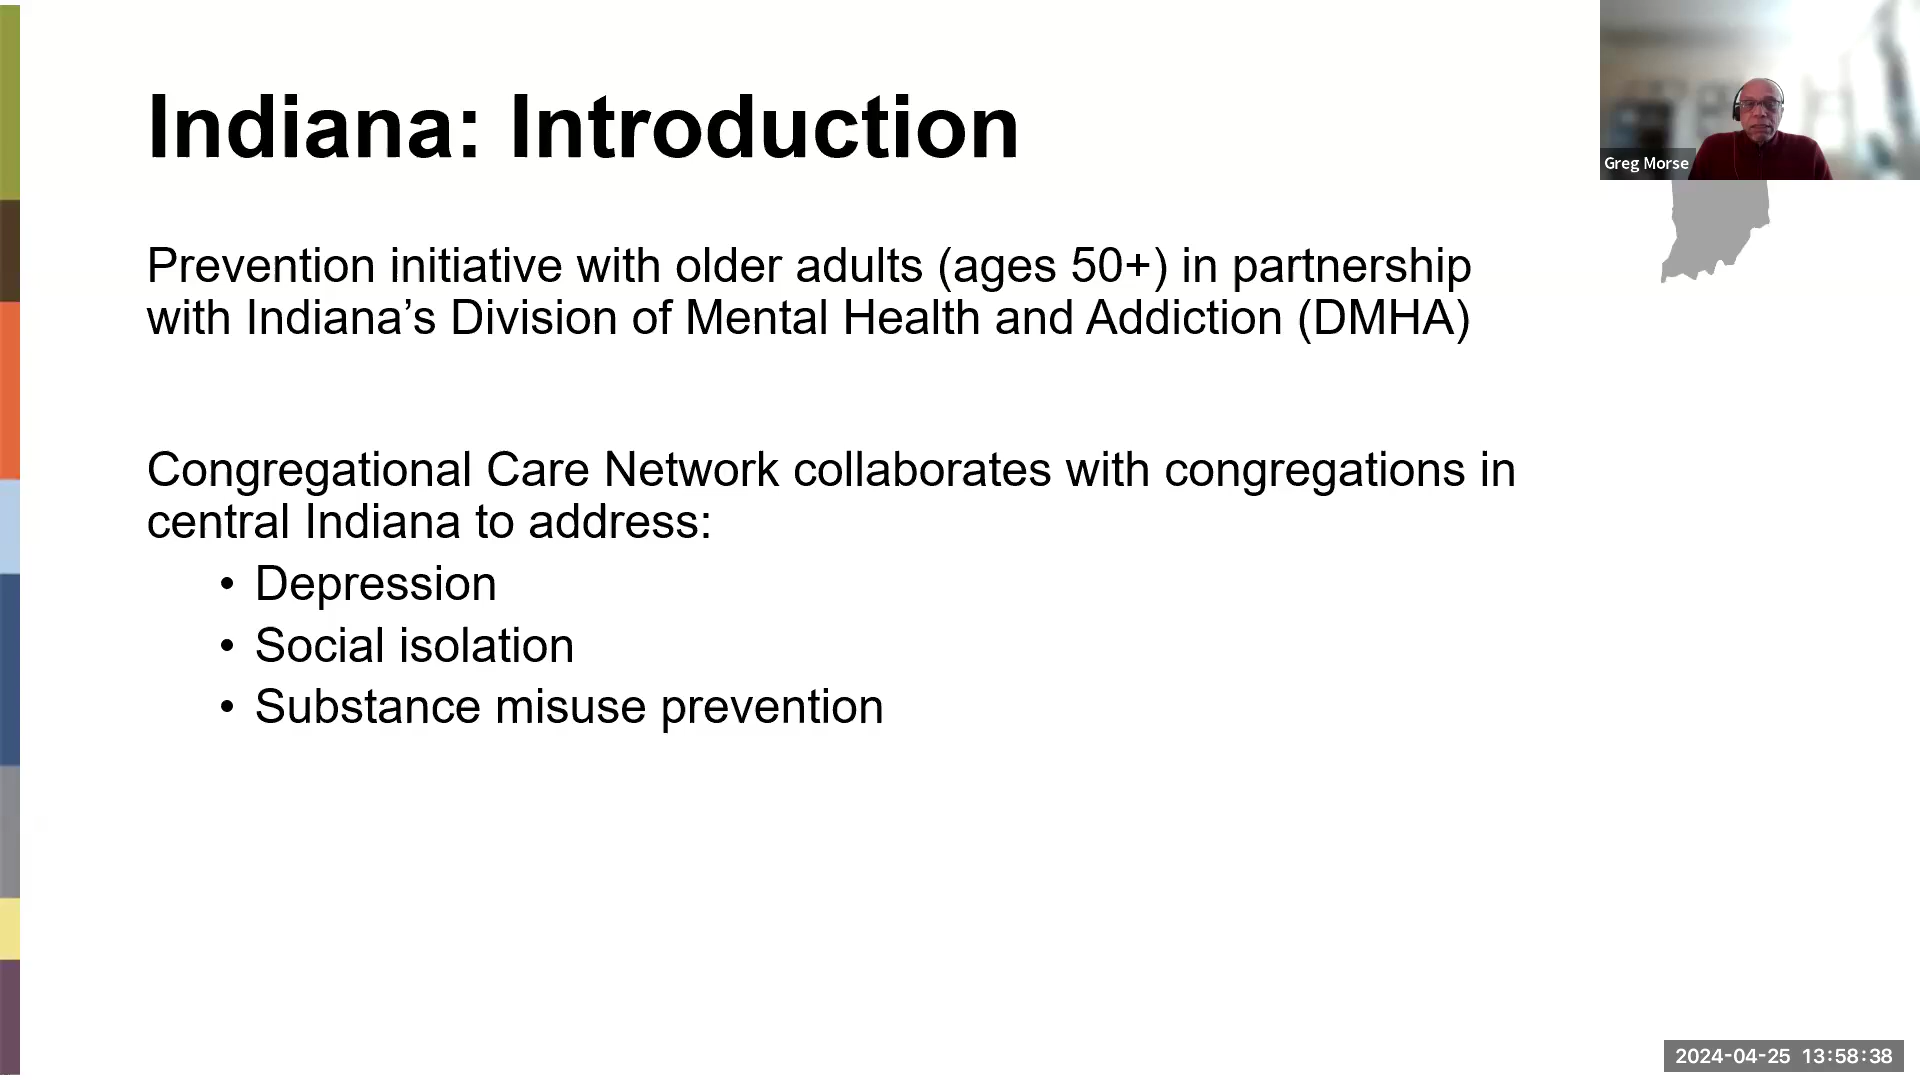 Indiana: Introduction
Greg Morse
Prevention initiative with older adults (ages 50+) in partnership
with Indiana’s Division of Mental Health and Addiction (DMHA)
Congregational Care Network collaborates with congregations in
central Indiana to address:
• Depression
• Social isolation
• Substance misuse prevention
2024-04-25 13:58:38